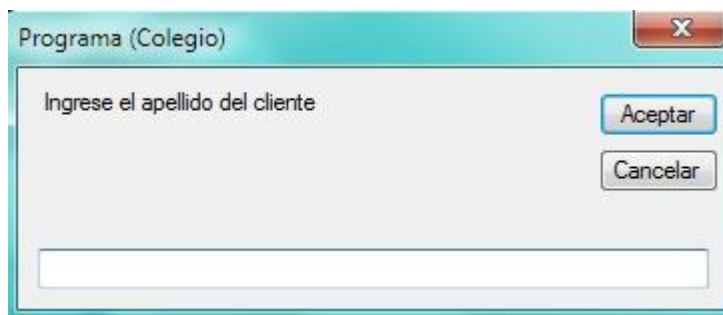 Programa (Colegio)
Ingrese el apellido del cliente
Aceptar
Cancelar